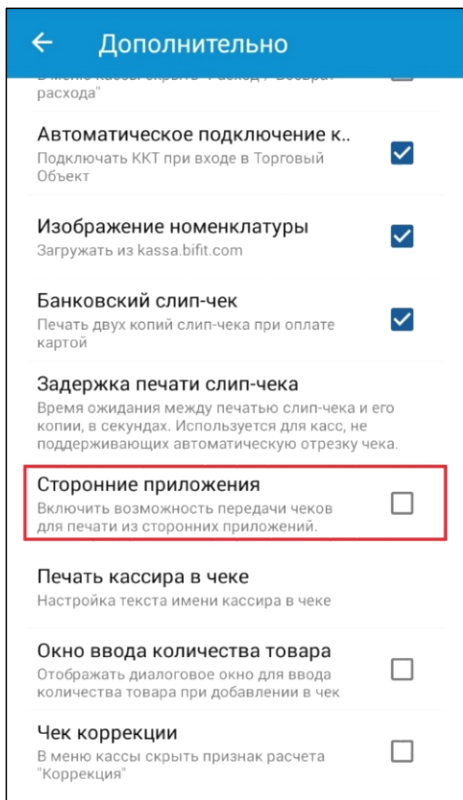 Дополнительно
расхода"
Автоматическое подключение к..
Подключать ККТ при входе в Торговый
Объект
Изображение номенклатуры
Загружать из kassa.bifit.com
Банковский слип-чек
Печать двух копий слип-чека при оплате
картой
Задержка печати слип-чека
Время ожидания между печатью слип-чека и его
копии, в секундах. Используется для касс, не
поддерживающих автоматическую отрезку чека.
Сторонние приложения
Включить возможность передачи чеков
для печати из сторонних приложений.
Печать кассира в чеке
Настройка текста имени кассира в чеке
Окно ввода количества товара
Отображать диалоговое окно для ввода
количества товара при добавлении в чек
Чек коррекции
В меню кассы скрыть признак расчета
"Коррекция"